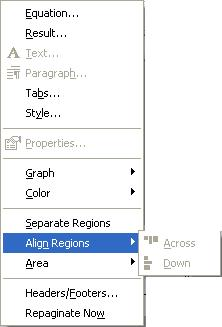 Equation...
Result...
Text...
Paragraph...
Tabs...
Style...
Properties...
Graph
Color
Separate Regions
Align Regions
Across
Area
Down
Headers/Footers...
Repaginate Now